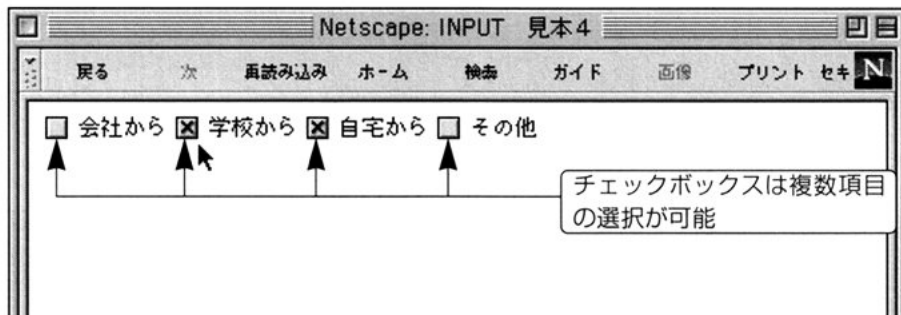 Netscape: INPUT 見本4
戻る 次 再読み込み ホーム 検索 ガイド 画像 プリント セキ N
会社から 学校から 自宅から その他
チェックボックスは複数項目
の選択が可能